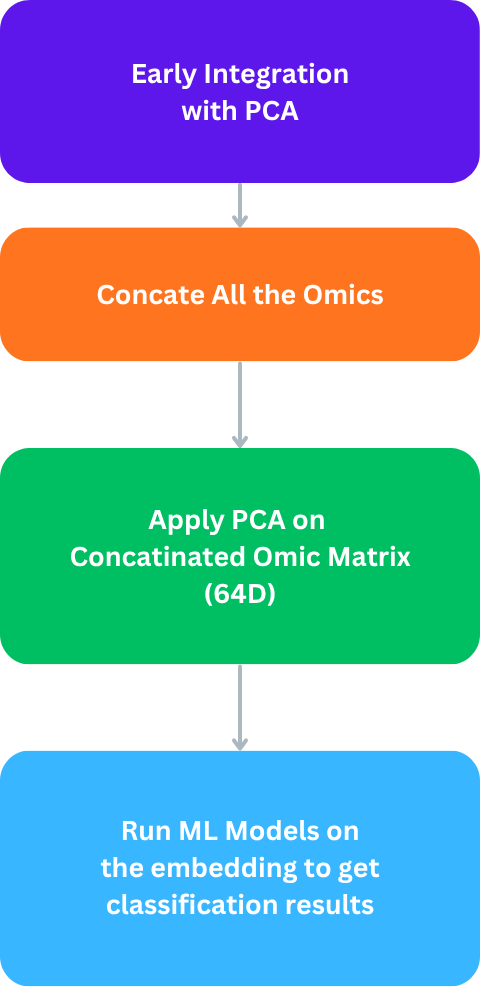 Early Integration
with PCA
Concate All the Omics
Apply PCA on
Concatinated Omic Matrix
(64D)
Run ML Models on
the embedding to get
classification results